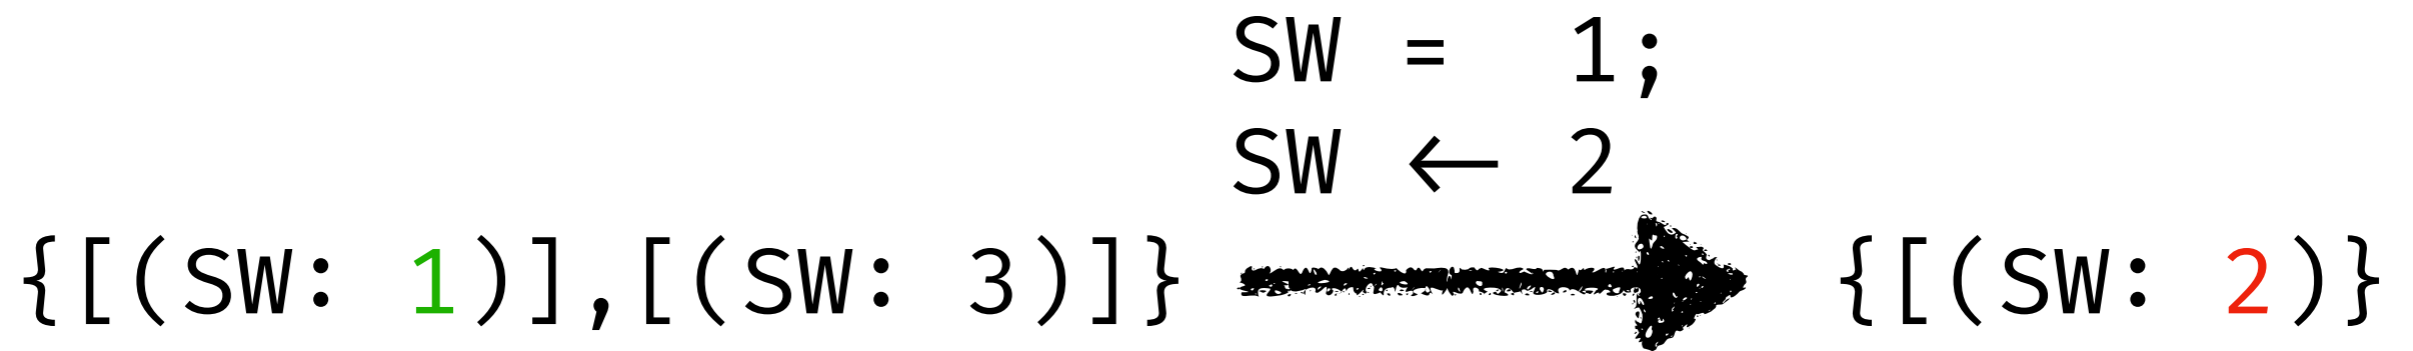 SW = 1;
SW ← 2
{[(SW: 1)],[(SW: 3)]} {[(SW: 2)}